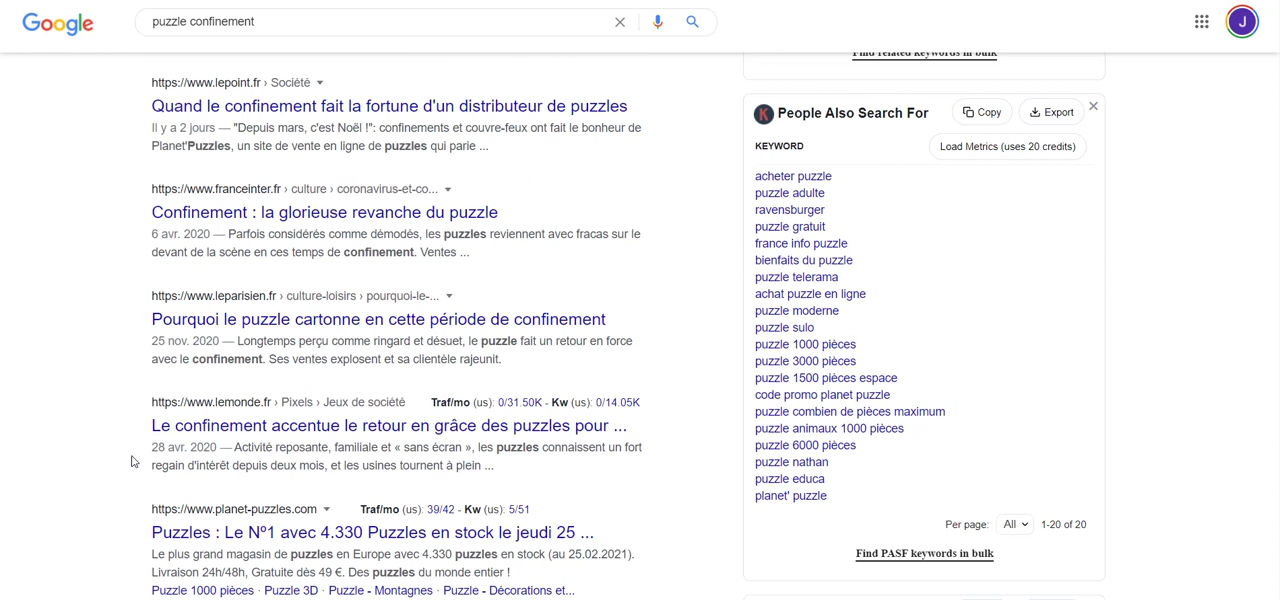 Google
puzzle confinement
J
https://www.lepoint.fr › Société
Quand le confinement fait la fortune d'un distributeur de puzzles
Il y a 2 jours — "Depuis mars, c'est Noël !": confinements et couvre-feux ont fait le bonheur de
Planet'Puzzles, un site de vente en ligne de puzzles qui parie ...
https://www.franceinter.fr › culture › coronavirus-et-co...
Confinement : la glorieuse revanche du puzzle
6 avr. 2020 — Parfois considérés comme démodés, les puzzles reviennent avec fracas sur le
devant de la scène en ces temps de confinement. Ventes ...
https://www.leparisien.fr › culture-loisirs › pourquoi-le-...
Pourquoi le puzzle cartonne en cette période de confinement
25 nov. 2020 — Longtemps perçu comme ringard et désuet, le puzzle fait un retour en force
avec le confinement. Ses ventes explosent et sa clientèle rajeunit.
https://www.lemonde.fr › Pixels › Jeux de société Traf/mo (us): 0/31.50K - Kw (us): 0/14.05K
Le confinement accentue le retour en grâce des puzzles pour ...
28 avr. 2020 — Activité reposante, familiale et « sans écran », les puzzles connaissent un fort
regain d'intérêt depuis deux mois, et les usines tournent à plein ...
https://www.planet-puzzles.com Traf/mo (us): 39/42 - Kw (us): 5/51
Puzzles : Le Nº1 avec 4.330 Puzzles en stock le jeudi 25 ...
Le plus grand magasin de puzzles en Europe avec 4.330 puzzles en stock (au 25.02.2021).
Livraison 24h/48h, Gratuite dès 49 €. Des puzzles du monde entier !
Puzzle 1000 pièces · Puzzle 3D · Puzzle - Montagnes · Puzzle - Décorations et...
Find related keywords in bulk
K People Also Search For Copy Export
KEYWORD Load Metrics (uses 20 credits)
acheter puzzle
puzzle adulte
ravensburger
puzzle gratuit
france info puzzle
bienfaits du puzzle
puzzle telerama
achat puzzle en ligne
puzzle moderne
puzzle sulo
puzzle 1000 pièces
puzzle 3000 pièces
puzzle 1500 pièces espace
code promo planet puzzle
puzzle combien de pièces maximum
puzzle animaux 1000 pièces
puzzle 6000 pièces
puzzle nathan
puzzle educa
planet' puzzle
Per page: All 1-20 of 20
Find PASF keywords in bulk